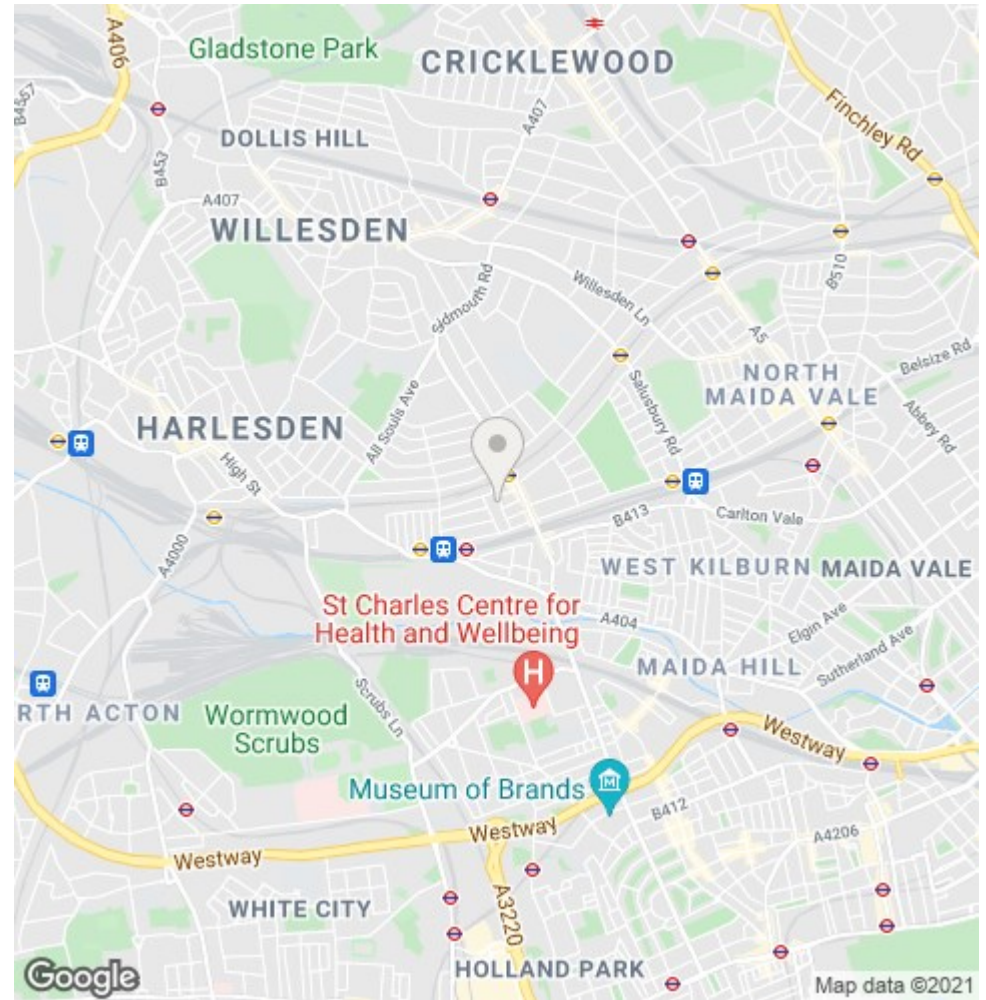 A406
Gladstone Park
CRICKLEWOOD
B4557
A407
Finchley Rd
DOLLIS HILL
B453
A407
WILLESDEN
B510
Sidmouth Rd
Willesden Ln
A5
Belsize Rd
NORTH
MAIDA VALE
Salusbury Rd
All Souls Ave
Abbey Rd
HARLESDEN
High St
B413
Carlton Vale
A4000
WEST KILBURN
MAIDA VALE
St Charles Centre for
Health and Wellbeing
A404
Elgin Ave
Sutherland Ave
H
MAIDA HILL
Scrubs Ln
RTH ACTON
Wormwood
Scrubs
Westway
Museum of Brands
M
B412
Westway
A4206
Westway
A3220
WHITE CITY
HOLLAND PARK
Google
Map data ©2021